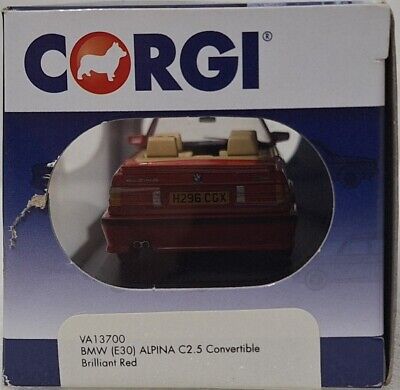 CORGI®
H296 CGX
VA13700
BMW (E30) ALPINA C2.5 Convertible
Brilliant Red